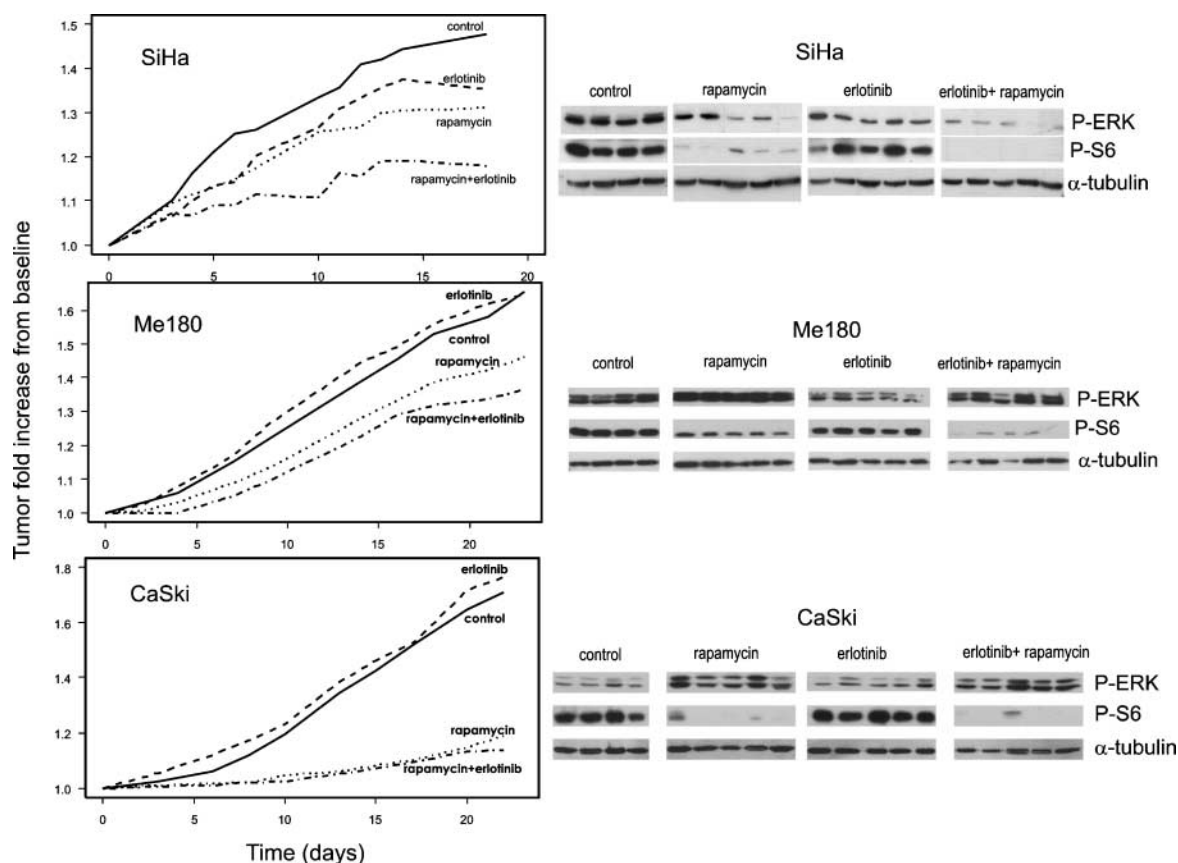 Tumor fold increase from baseline
SiHa
control
erlotinib
rapamycin
rapamycin+erlotinib
1.5
1.4
1.3
1.2
1.1
1.0
0 5 10 15 20
Me180
erlotinib
control
rapamycin
rapamycin+erlotinib
1.6
1.5
1.4
1.3
1.2
1.1
1.0
0 5 10 15 20
CaSki
erlotinib
control
rapamycin
rapamycin+erlotinib
1.8
1.6
1.4
1.2
1.0
0 5 10 15 20
Time (days)
SiHa
control rapamycin erlotinib erlotinib+ rapamycin
P-ERK
P-S6
α-tubulin
Me180
control rapamycin erlotinib erlotinib+ rapamycin
P-ERK
P-S6
α-tubulin
CaSki
control rapamycin erlotinib erlotinib+ rapamycin
P-ERK
P-S6
α-tubulin